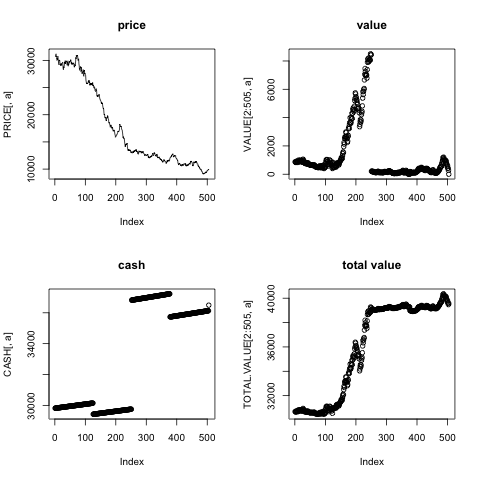 price
value
PRICE[, a]
10000
20000
30000
0
100
200
300
400
500
Index
VALUE[2:505, a]
0
2000
6000
0
100
200
300
400
500
Index
cash
total value
CASH[, a]
30000
34000
0
100
200
300
400
500
Index
TOTAL.VALUE[2:505, a]
32000
36000
40000
0
100
200
300
400
500
Index